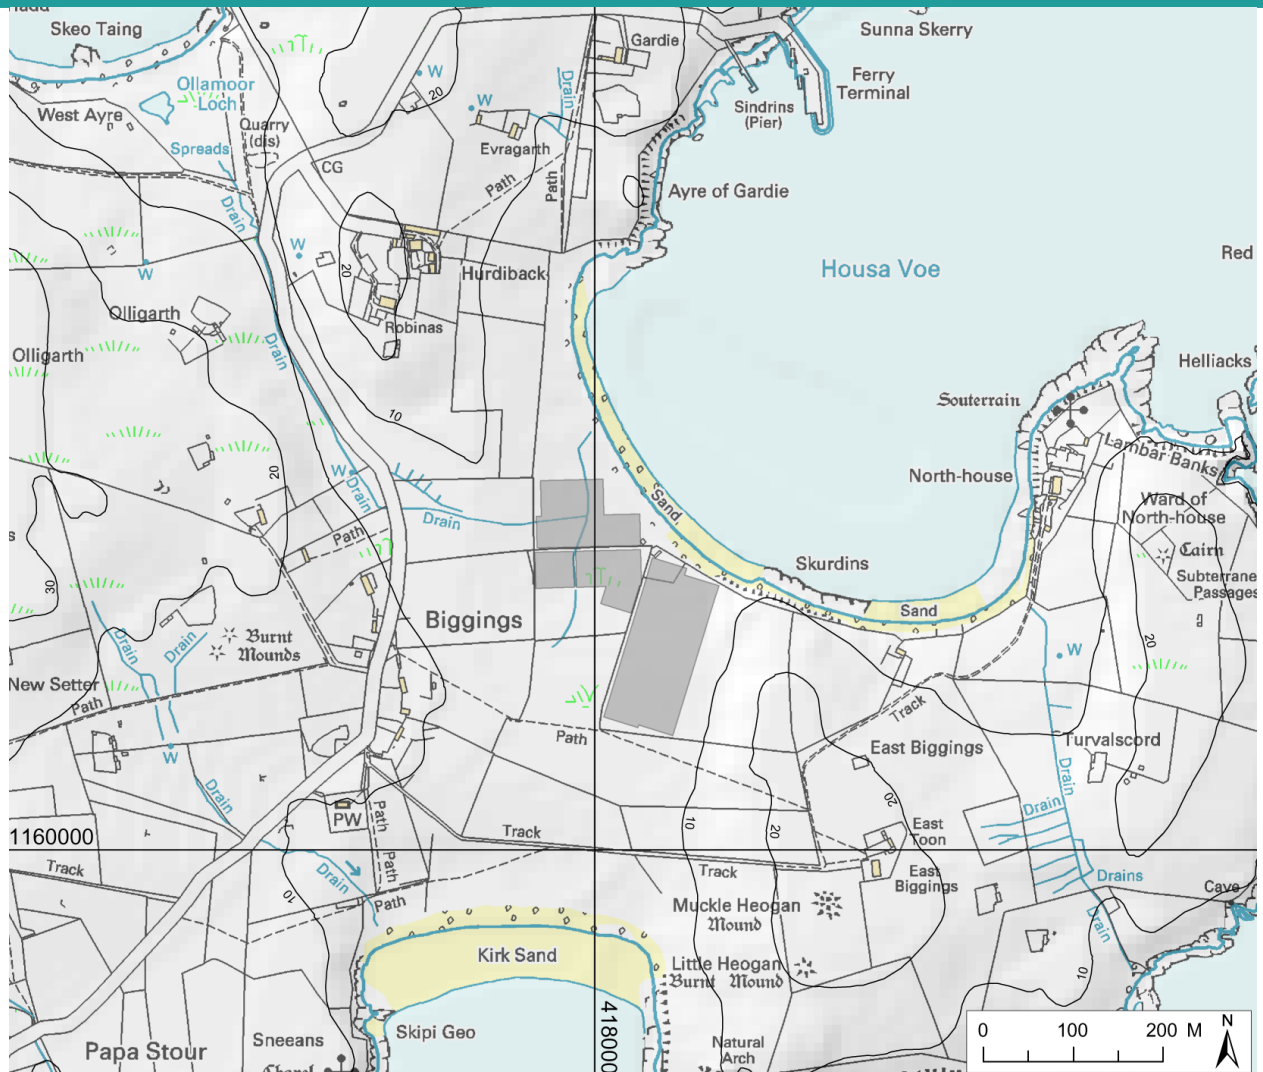 Skeo Taing
Sunna Skerry
Gardie
W
Drain
Ferry
Terminal
Ollamoor
Loch
W
20
West Ayre
Sindrins
(Pier)
Quarry
(dis)
Evragarth
Spreads
CG
Path
Path
Ayre of Gardie
Drain
W
Red
W
20
Hurdiback
Housa Voe
Olligarth
Robinas
Olligarth
Drain
Helliacks
Souterrain
10
Lambar Banks
20
W
Drain
North-house
Sand
Ward of
North-house
Drain
Path
Cairn
Skurdins
Subterrane
Passages
30
Sand
Biggings
Drain
Drain
Burnt
Mounds
20
W
New Setter
Path
Track
Path
East Biggings
Turvalscord
W
Drain
Drain
20
Drain
PW
Path
10
20
East
Toon
1160000
Track
Path
Track
Drain
Track
East
Biggings
Drains
Cave
10
Path
Muckle Heogan
Mound
Drain
Kirk Sand
Little Heogan
Burnt Mound
10
418000
Skipi Geo
Sneeans
Papa Stour
Natural
Arch
Chapel
0 100 200 M
N